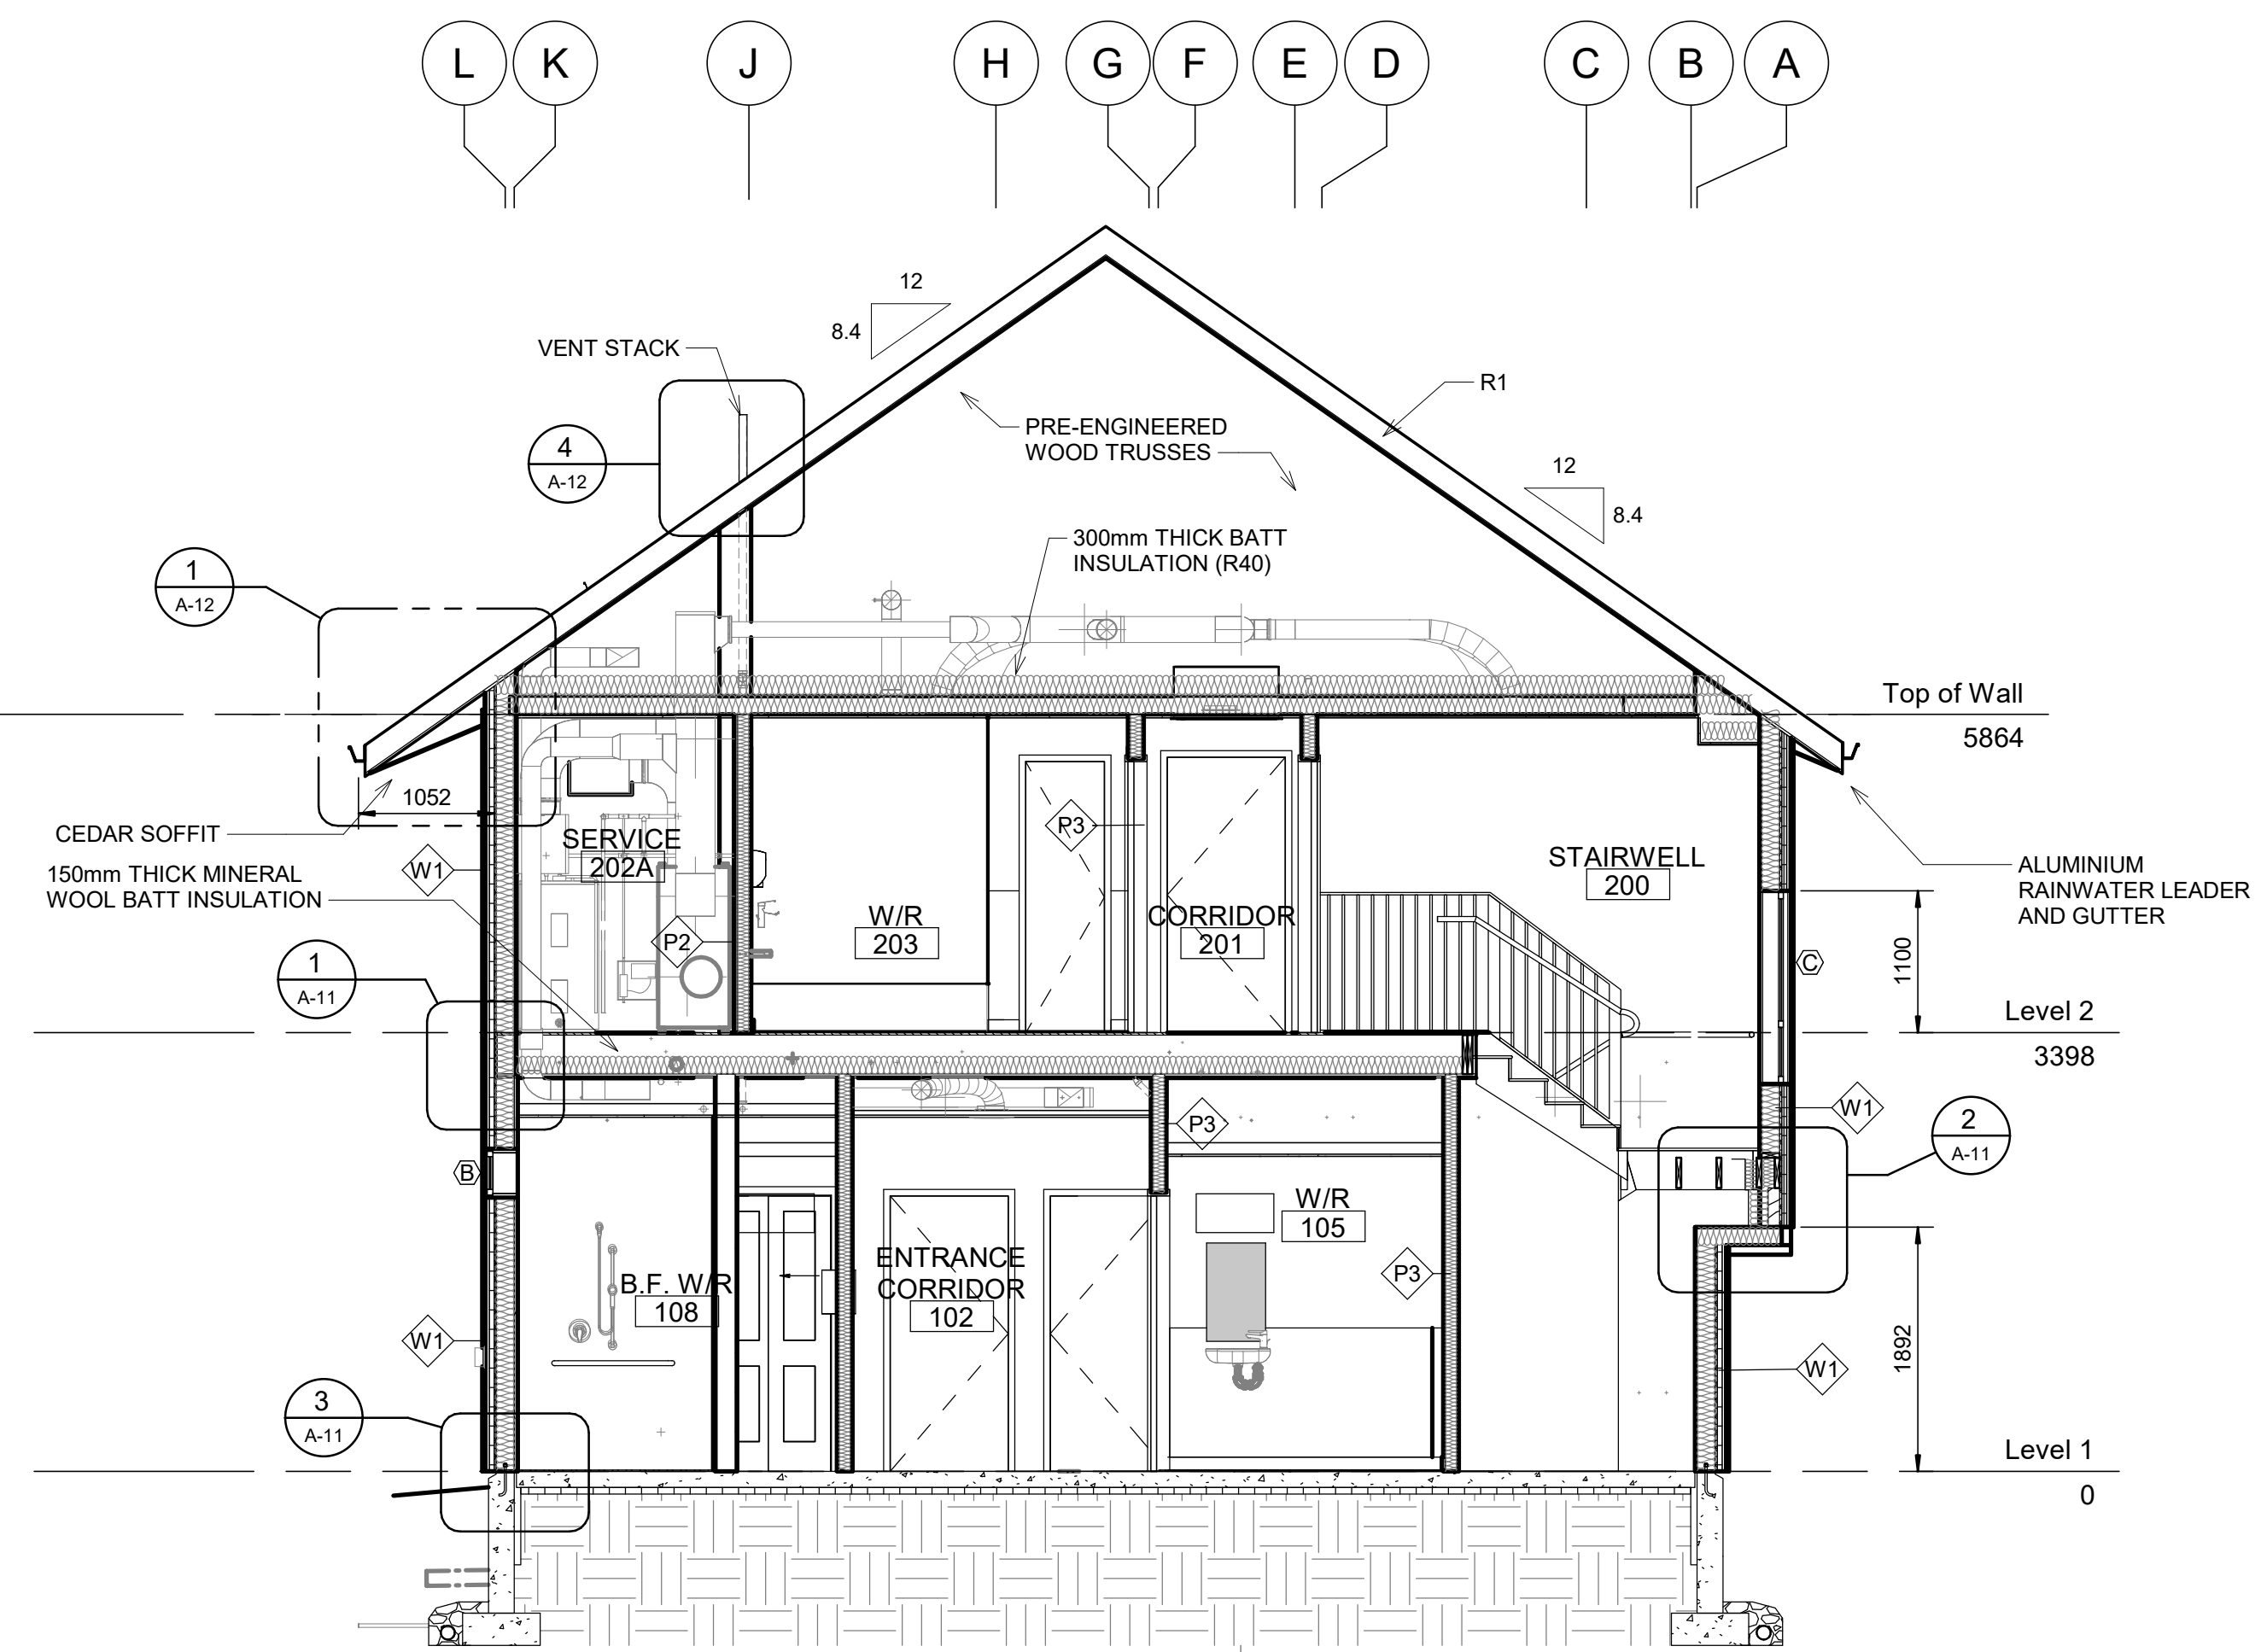 L K J H G F E D C B A
12
8.4
VENT STACK
R1
PRE-ENGINEERED
WOOD TRUSSES
4
A-12
12
8.4
300mm THICK BATT
INSULATION (R40)
1
A-12
Top of Wall
5864
1052
CEDAR SOFFIT
P3
SERVICE
202A
STAIRWELL
200
W1
150mm THICK MINERAL
WOOL BATT INSULATION
ALUMINIUM
RAINWATER LEADER
AND GUTTER
W/R
203
CORRIDOR
201
P2
1100
C
1
A-11
Level 2
3398
W1
P3
2
A-11
B
W/R
105
ENTRANCE
CORRIDOR
102
P3
B.F. W/R
108
W1
1892
W1
3
A-11
Level 1
0